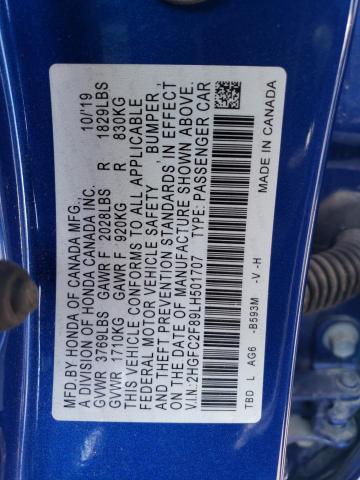 MFD.BY HONDA OF CANADA MFG., 10/19
A DIVISION OF HONDA CANADA INC.
GVWR 3769LBS GAWR F 2028LBS R 1829LBS
GVWR 1710KG GAWR F 920KG R 830KG
THIS VEHICLE CONFORMS TO ALL APPLICABLE
FEDERAL MOTOR VEHICLE SAFETY , BUMPER,
AND THEFT PREVENTION STANDARDS IN EFFECT
ON THE DATE OF MANUFACTURE SHOWN ABOVE.
V.I.N.:2HGFC2F89LH501707 TYPE: PASSENGER CAR
TBD L AG6 -B593M -V -H MADE IN CANADA